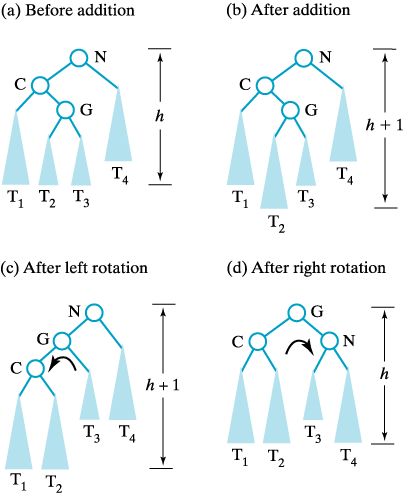 (a) Before addition
N
C
G
h
T4
T1 T2 T3
(b) After addition
N
C
G
h + 1
T1 T3 T4
T2
(c) After left rotation
N
G
C
h + 1
T3 T4
T1 T2
(d) After right rotation
G
C N
h
T3
T1 T2 T4